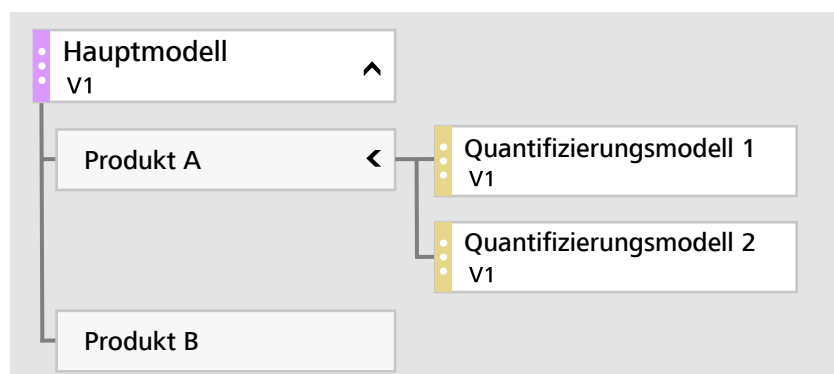 Hauptmodell
V1
Produkt A
Quantifizierungsmodell 1
V1
Quantifizierungsmodell 2
V1
Produkt B